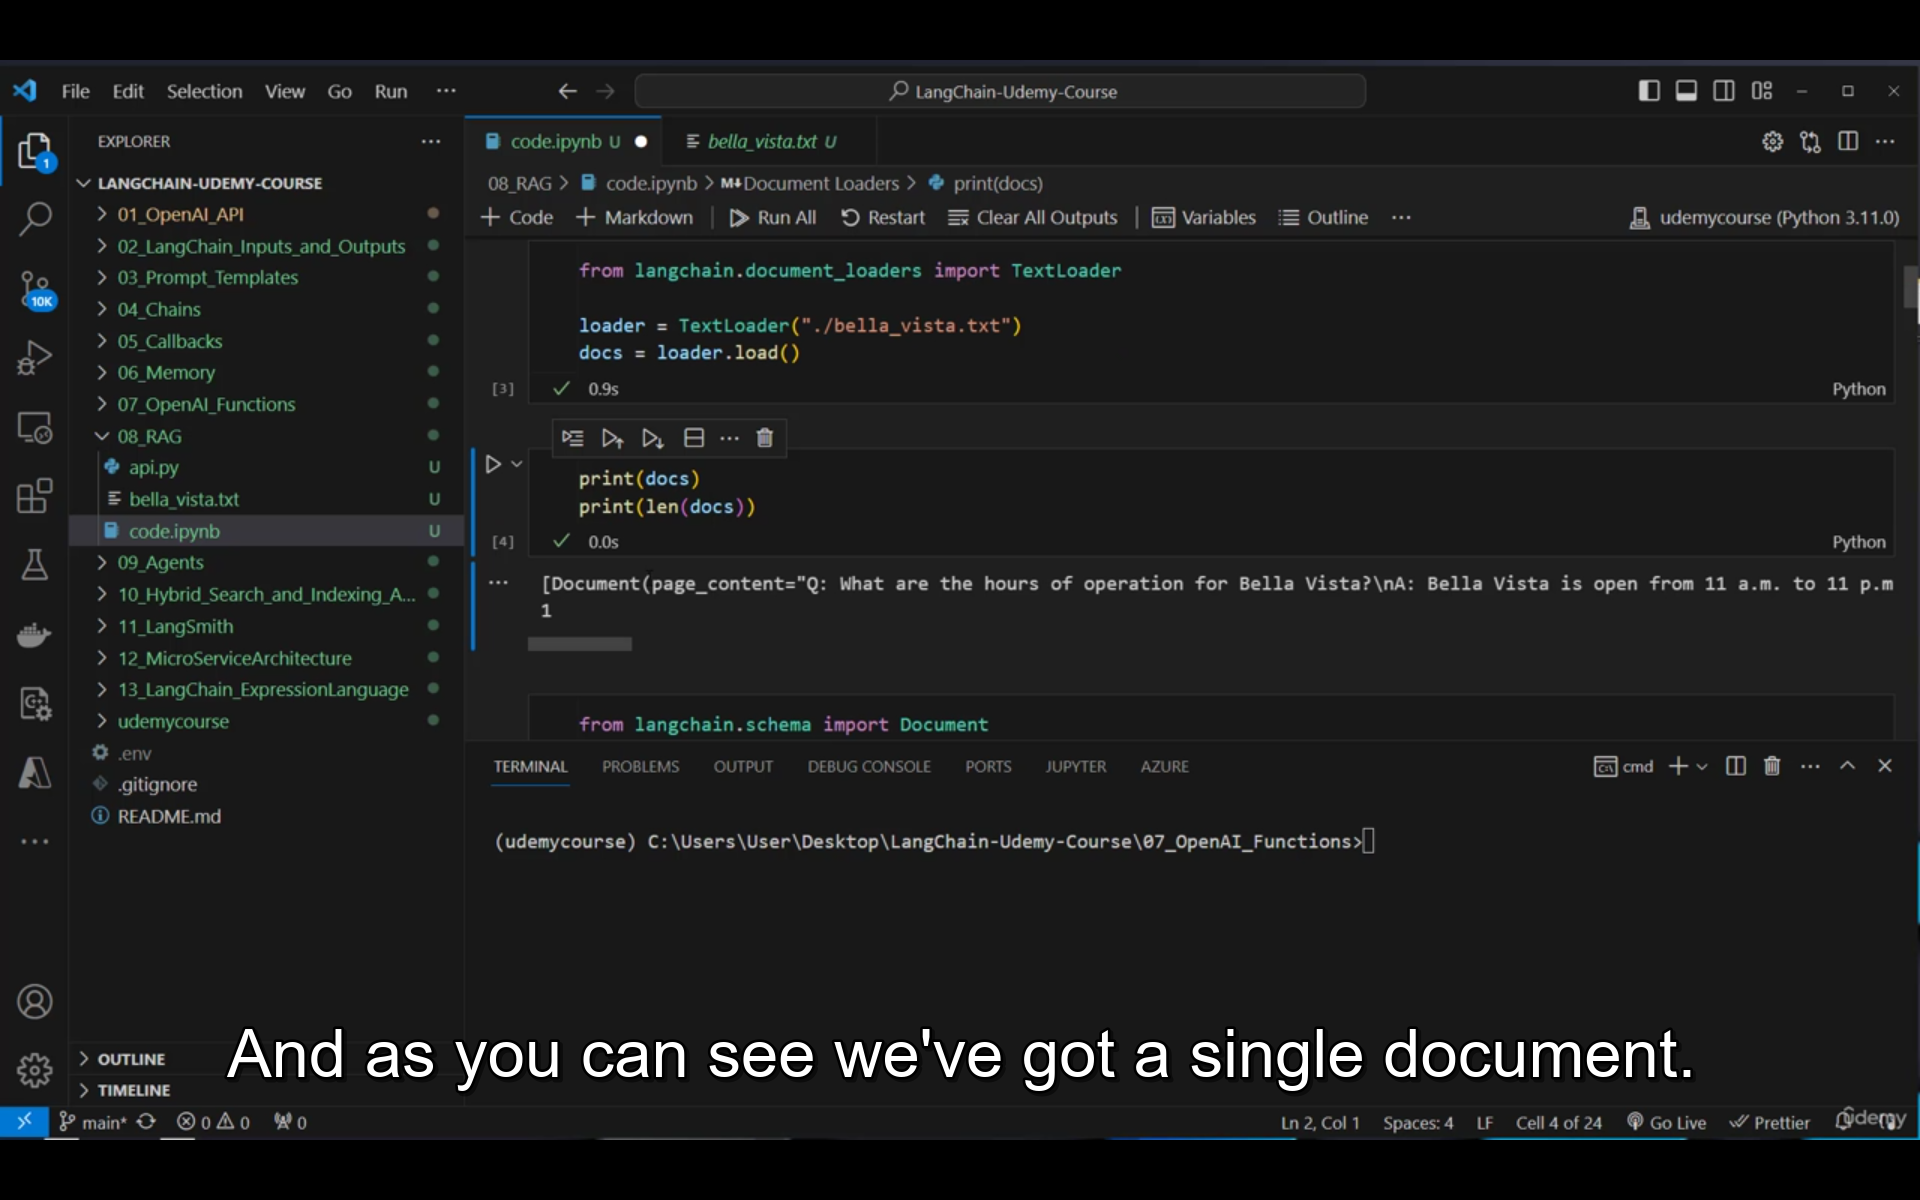 File Edit Selection View Go Run ···
LangChain-Udemy-Course
EXPLORER
1
10K
LANGCHAIN-UDEMY-COURSE
01_OpenAI_API
02_LangChain_Inputs_and_Outputs
03_Prompt_Templates
04_Chains
05_Callbacks
06_Memory
07_OpenAI_Functions
08_RAG
api.py U
bella_vista.txt U
code.ipynb U
09_Agents
10_Hybrid_Search_and_Indexing_A...
11_LangSmith
12_MicroServiceArchitecture
13_LangChain_ExpressionLanguage
udemycourse
.env
.gitignore
README.md
OUTLINE
TIMELINE
code.ipynb U
bella_vista.txt U
08_RAG > code.ipynb > M↓Document Loaders > print(docs)
+ Code + Markdown | Run All Restart Clear All Outputs | Variables Outline ···
udemycourse (Python 3.11.0)
from langchain.document_loaders import TextLoader
loader = TextLoader("./bella_vista.txt")
docs = loader.load()
[3] ✓ 0.9s Python
print(docs)
print(len(docs))
[4] ✓ 0.0s Python
[Document(page_content="Q: What are the hours of operation for Bella Vista?\nA: Bella Vista is open from 11 a.m. to 11 p.m
1
from langchain.schema import Document
TERMINAL PROBLEMS OUTPUT DEBUG CONSOLE PORTS JUPYTER AZURE
cmd
(udemycourse) C:\Users\User\Desktop\LangChain-Udemy-Course\07_OpenAI_Functions>
And as you can see we've got a single document.
main* 0 0 0
Ln 2, Col 1 Spaces: 4 LF Cell 4 of 24 Go Live Prettier
udemy